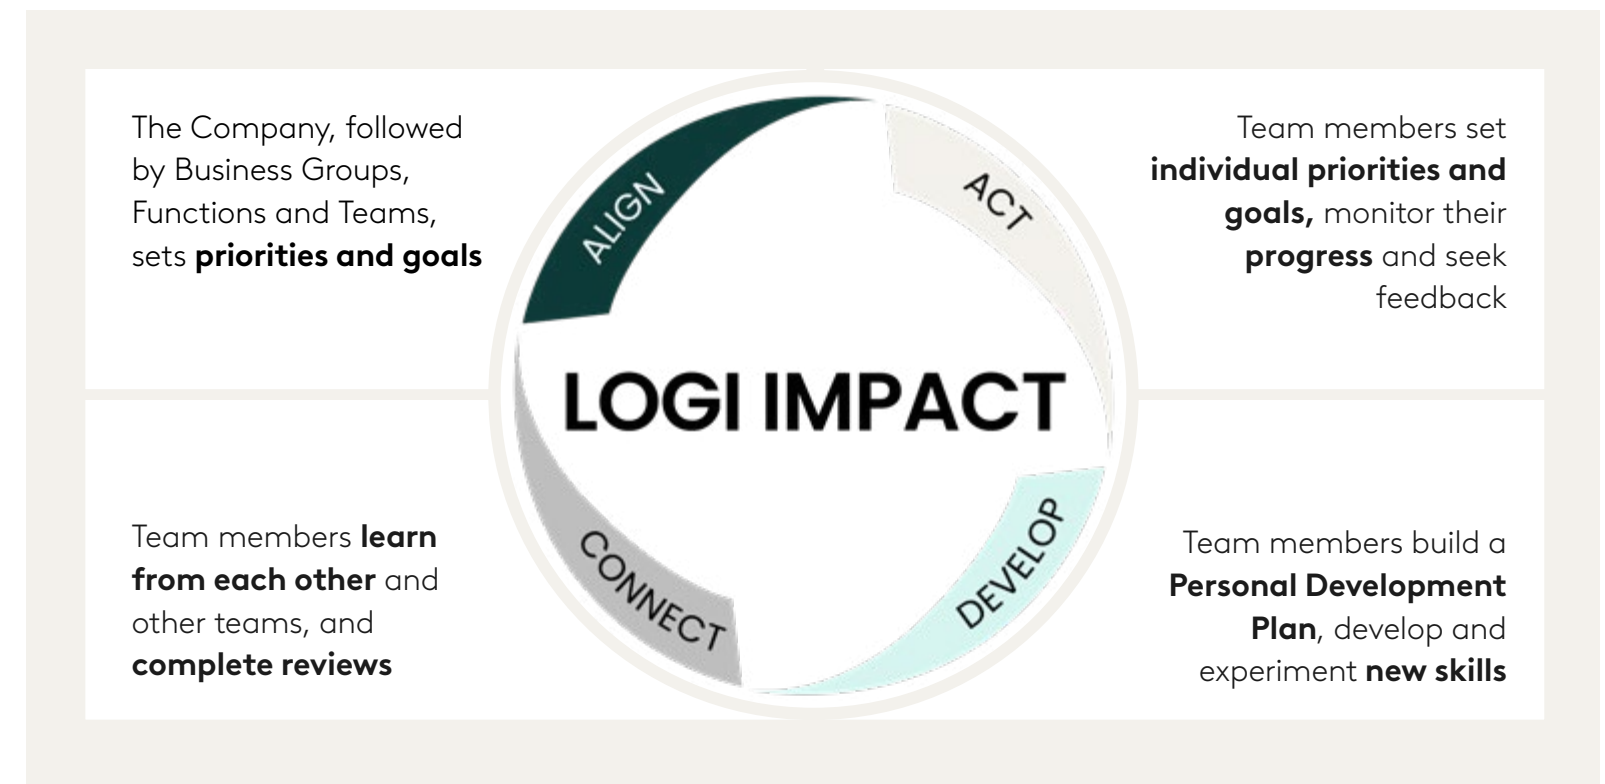 The Company, followed
by Business Groups,
Functions and Teams,
sets priorities and goals
ALIGN
ACT
Team members set
individual priorities and
goals, monitor their
progress and seek
feedback
LOGI IMPACT
Team members learn
from each other and
other teams, and
complete reviews
CONNECT
DEVELOP
Team members build a
Personal Development
Plan, develop and
experiment new skills